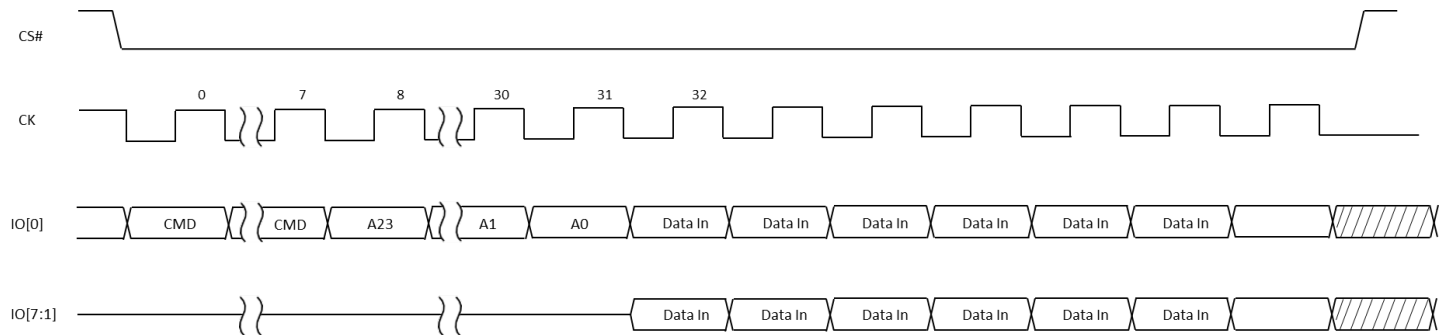 CS#
0 7 8 30 31 32
CK
IO[0] CMD CMD A23 A1 A0 Data In Data In Data In Data In Data In Data In
IO[7:1] Data In Data In Data In Data In Data In Data In